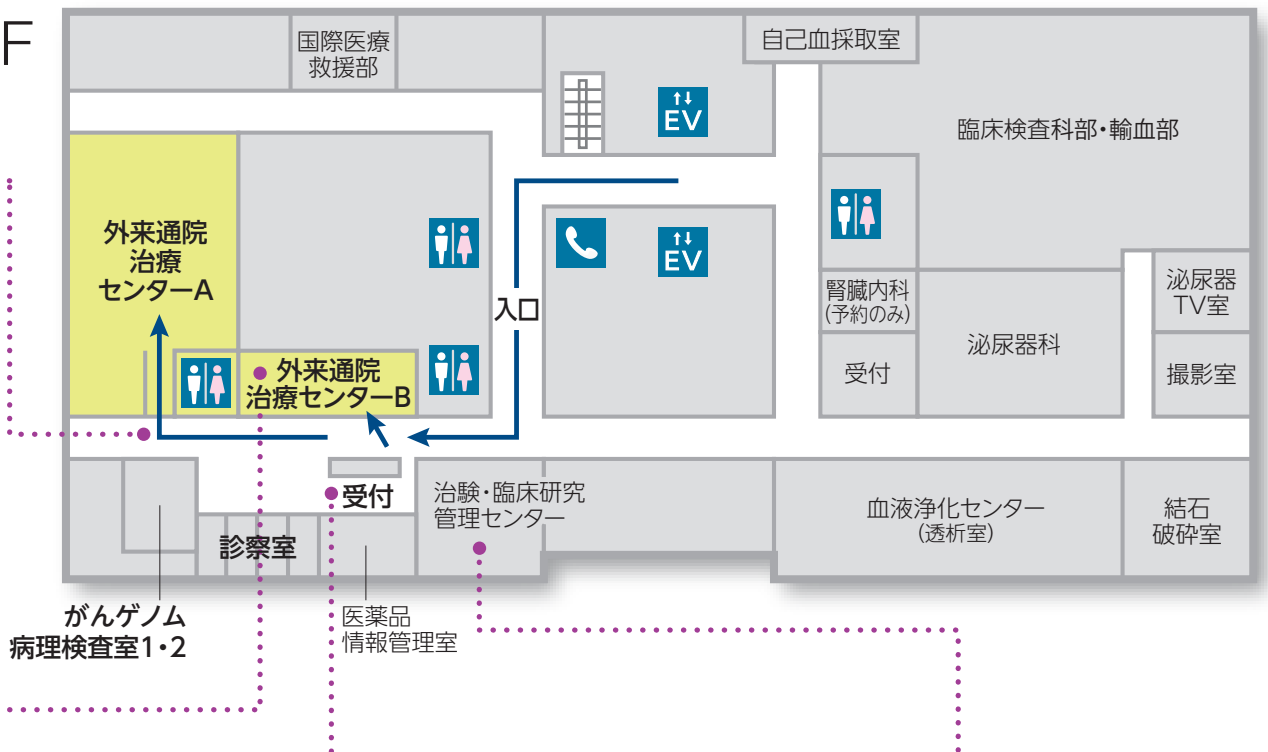 F
国際医療
救援部
自己血採取室
EV
臨床検査科部・輸血部
外来通院
治療
センターA
EV
入口
腎臓内科
(予約のみ)
泌尿器科
泌尿器
TV室
受付
撮影室
外来通院
治療センターB
受付
治験・臨床研究
管理センター
血液浄化センター
(透析室)
結石
破砕室
診察室
がんゲノム
病理検査室1・2
医薬品
情報管理室